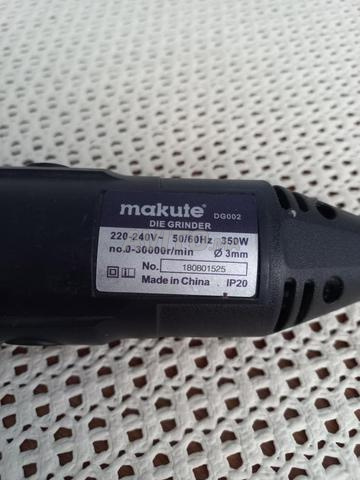 makute® DG002
DIE GRINDER
220-240V~ 50/60Hz 350W
no.0-30000r/min Ø 3mm
No. 180801525
Made in China IP20